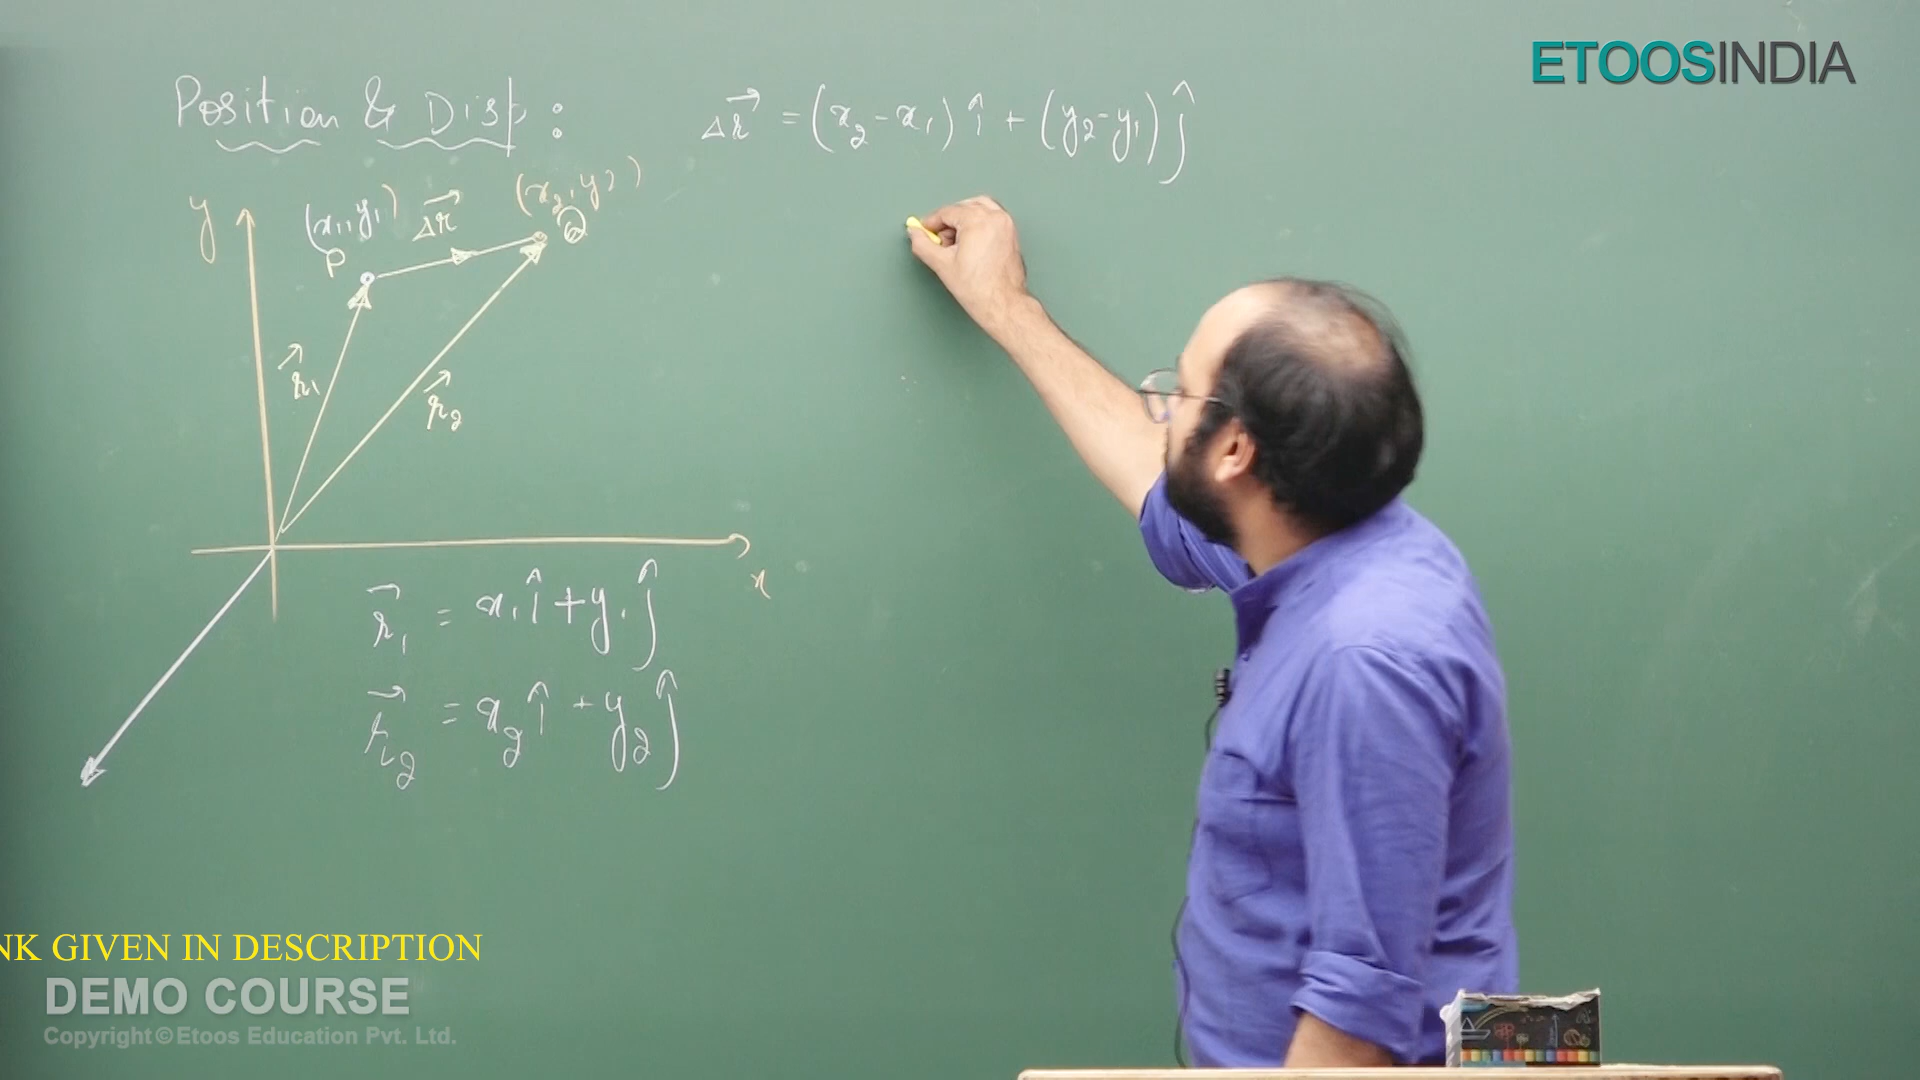 ETOOSINDIA
Position & Disp :
Δr⃗ = (x₂ - x₁) î + (y₂ - y₁) ĵ
y
(x₁, y₁)
Δr⃗
(x₂, y₂)
P
Q
r⃗₁
r⃗₂
x
r⃗₁ = x₁ î + y₁ ĵ
r⃗₂ = x₂ î + y₂ ĵ
NK GIVEN IN DESCRIPTION
DEMO COURSE
Copyright © Etoos Education Pvt. Ltd.